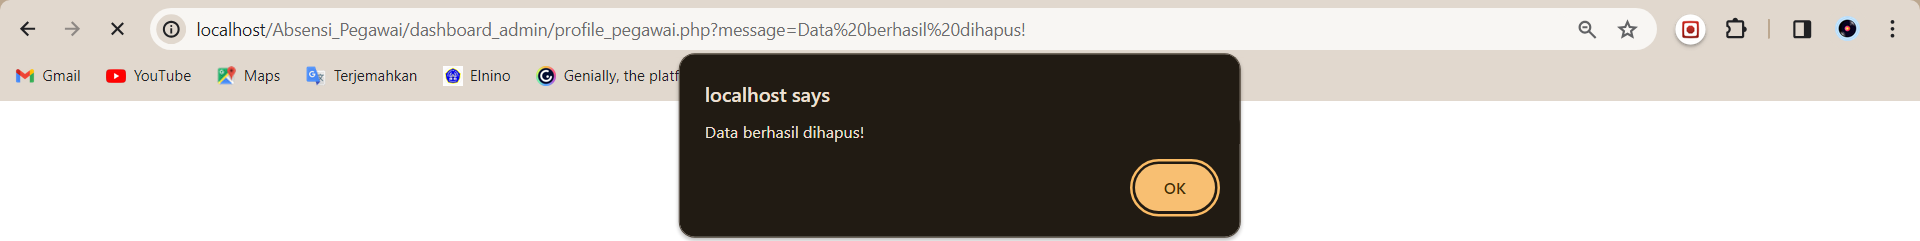 localhost/Absensi_Pegawai/dashboard_admin/profile_pegawai.php?message=Data%20berhasil%20dihapus!
Gmail YouTube Maps Terjemahkan Elnino Genially, the platf
localhost says
Data berhasil dihapus!
OK